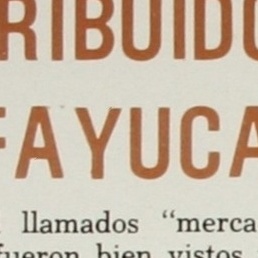 RIBUIDO
FAYUCA
llamados “merca
fueron bien vistos